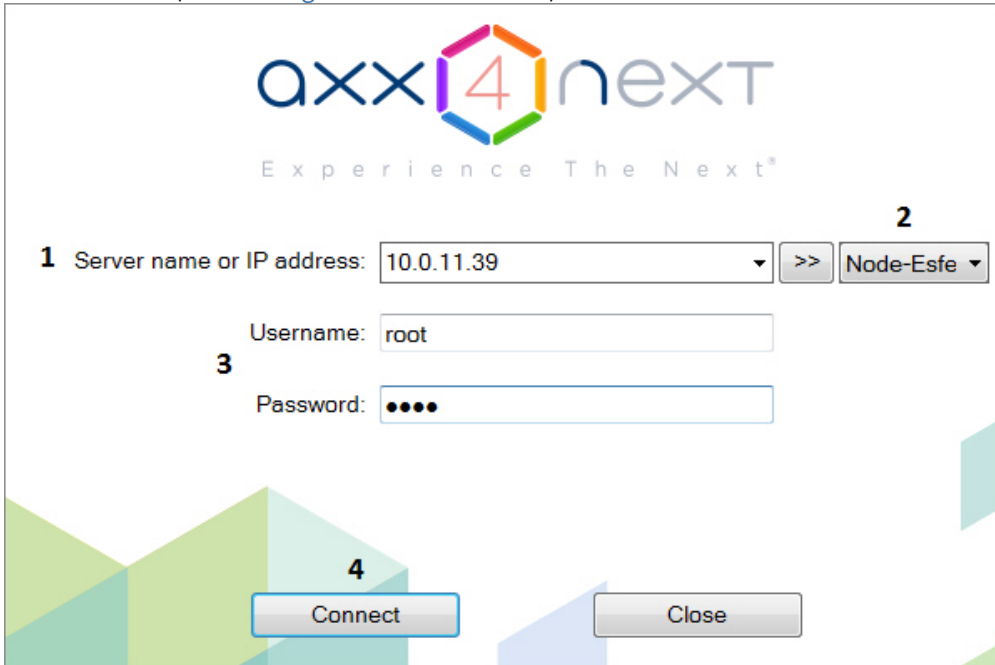 axx4next
Experience The Next®
2
1 Server name or IP address: 10.0.11.39 >> Node-Esfe
Username: root
3
Password: ●●●●
4
Connect Close